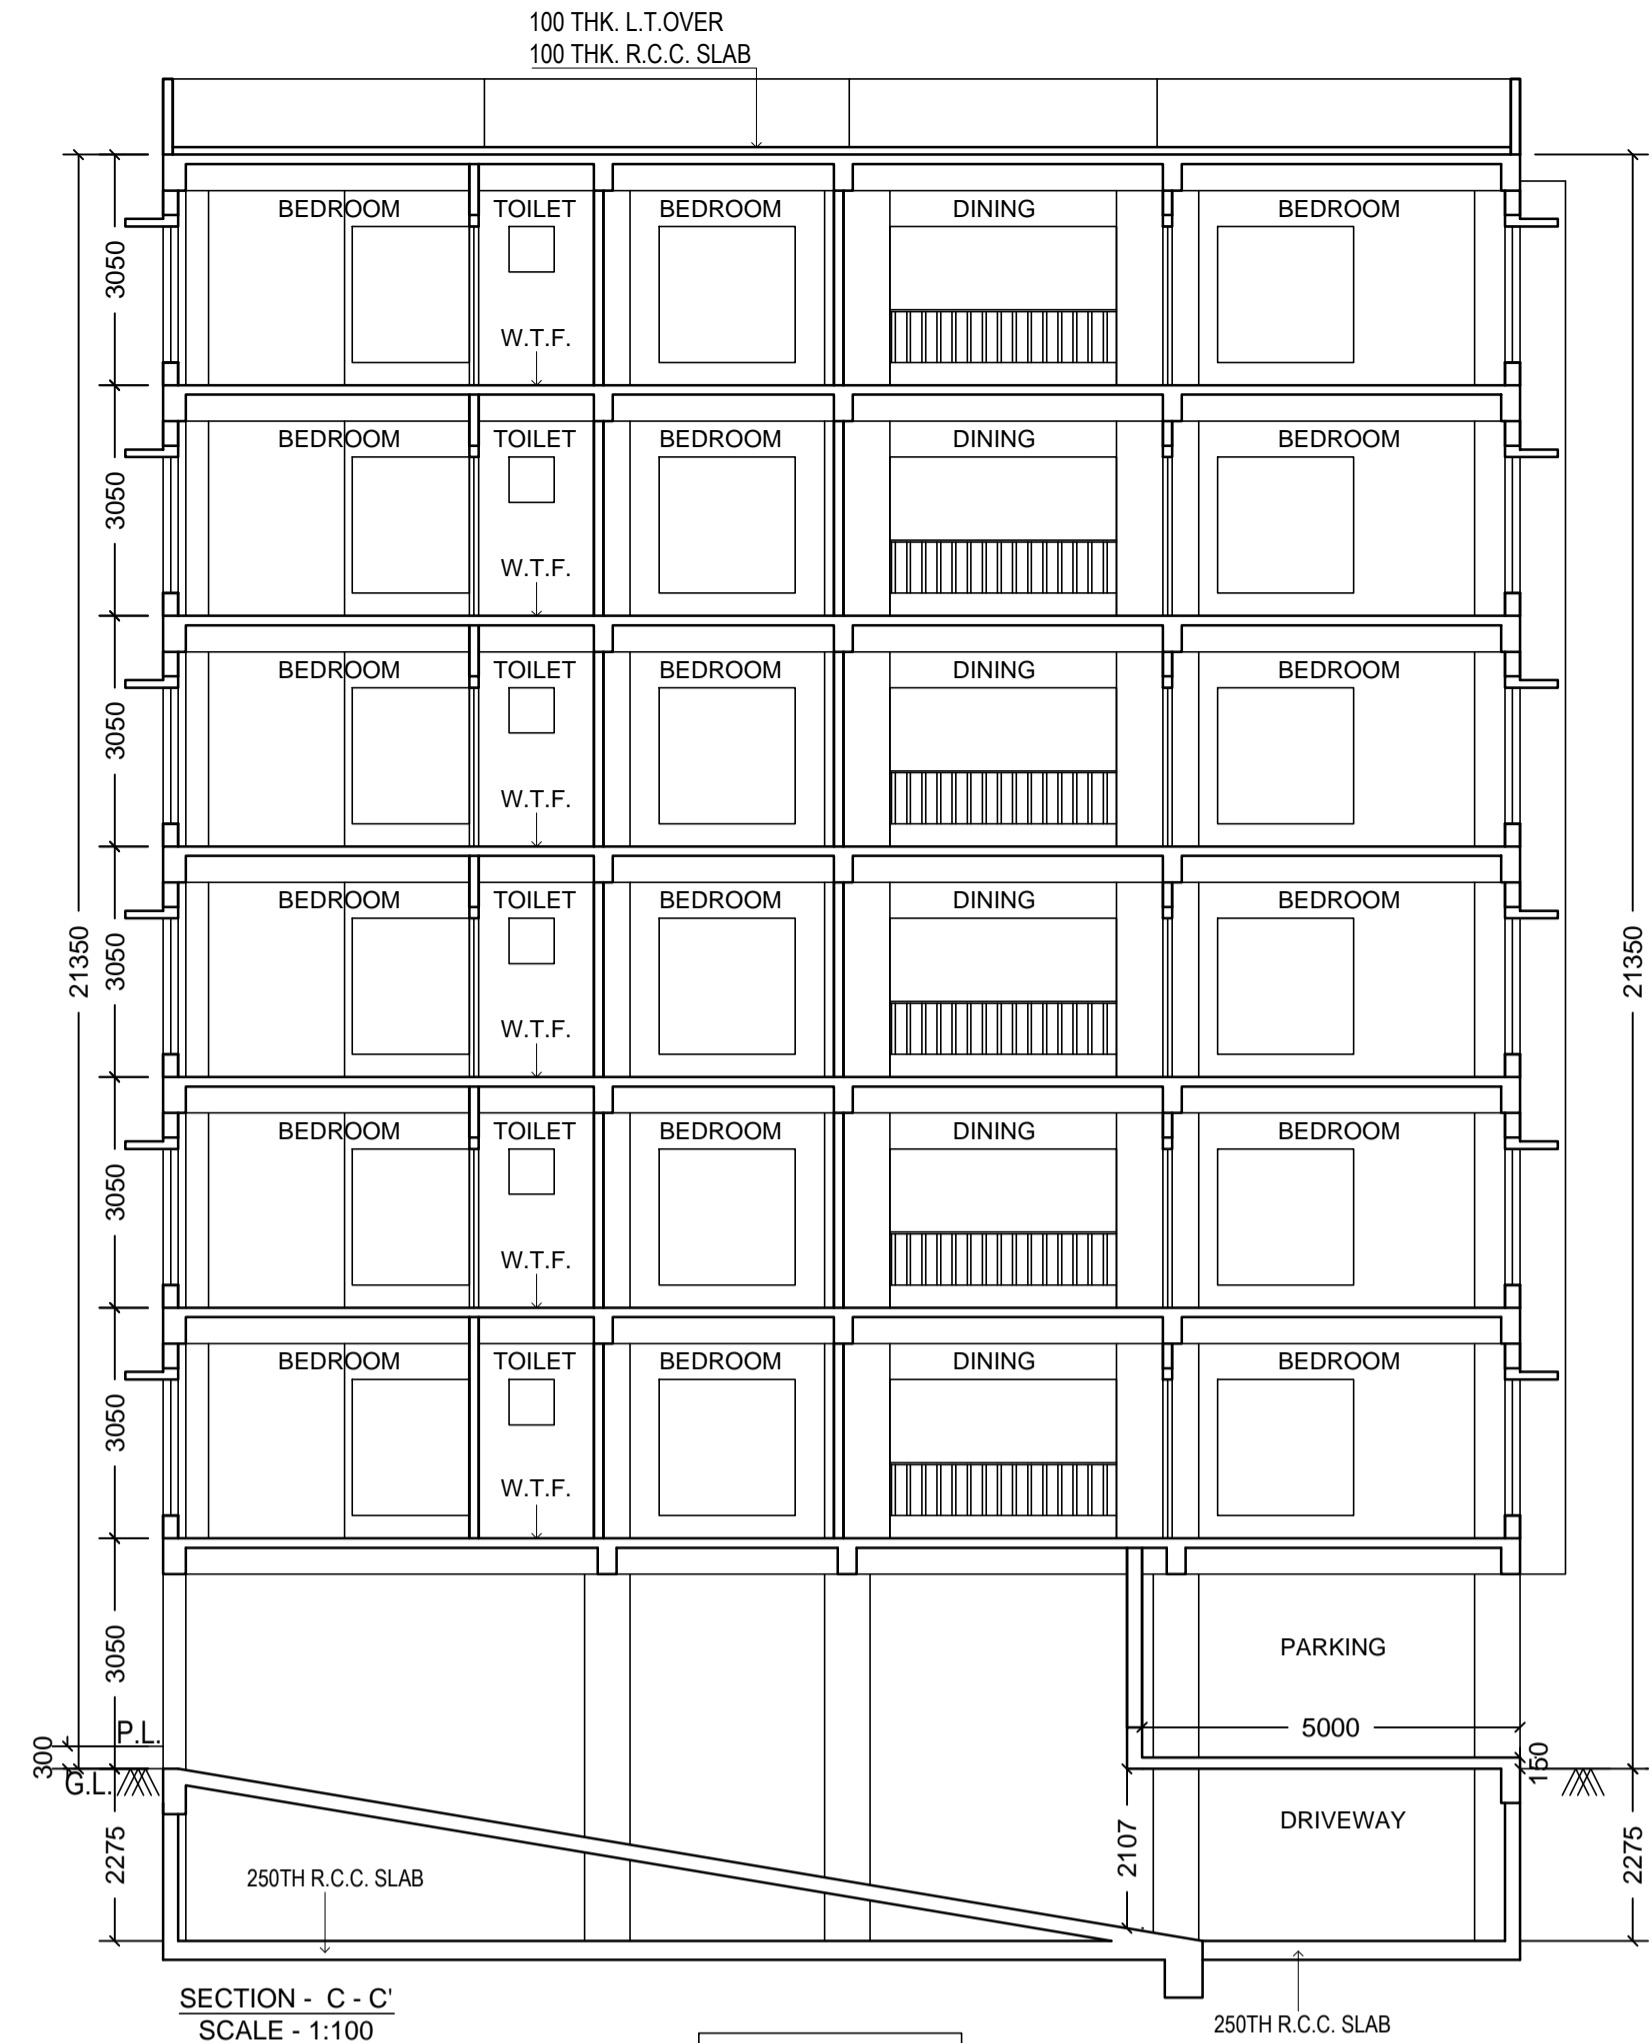 100 THK. L.T.OVER
100 THK. R.C.C. SLAB
BEDROOM TOILET BEDROOM DINING BEDROOM
3050
W.T.F.
BEDROOM TOILET BEDROOM DINING BEDROOM
3050
W.T.F.
BEDROOM TOILET BEDROOM DINING BEDROOM
3050
W.T.F.
BEDROOM TOILET BEDROOM DINING BEDROOM
21350 3050 21350
W.T.F.
BEDROOM TOILET BEDROOM DINING BEDROOM
3050
W.T.F.
BEDROOM TOILET BEDROOM DINING BEDROOM
3050
W.T.F.
3050 PARKING
P.L. 5000
300 150
G.L.
DRIVEWAY
2275 2107 2275
250TH R.C.C. SLAB
SECTION - C - C'
SCALE - 1:100
250TH R.C.C. SLAB